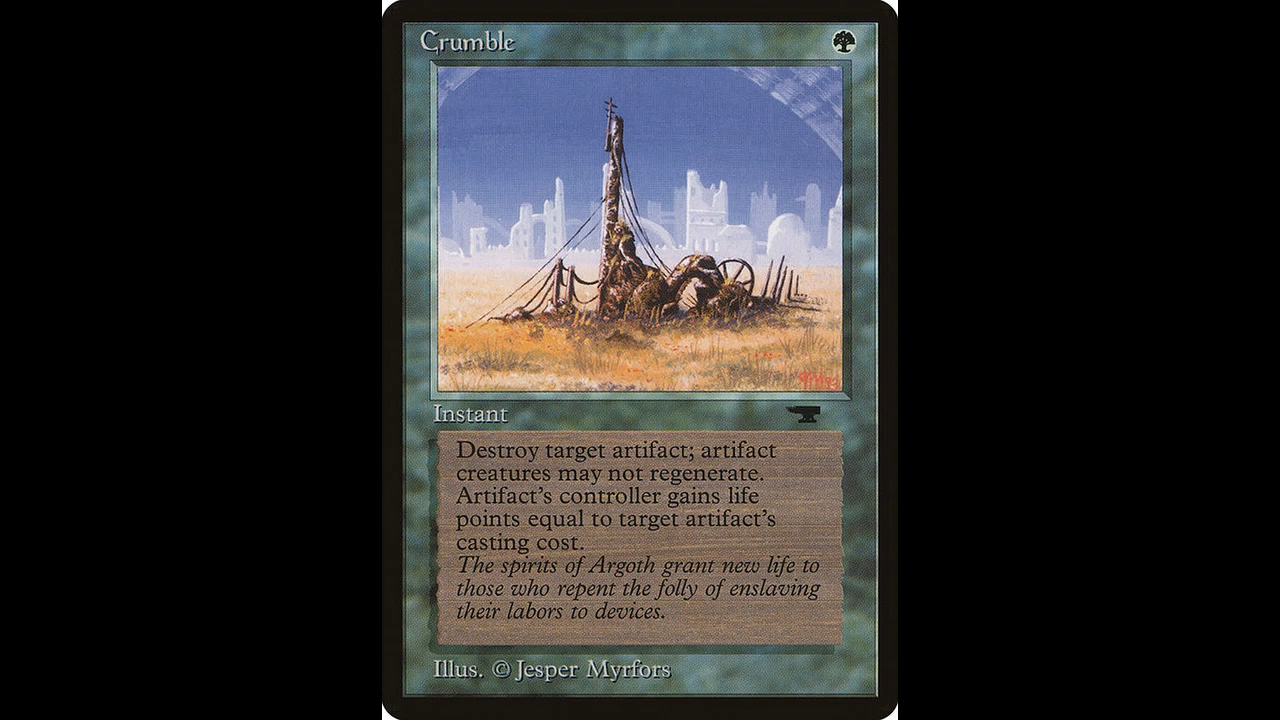 Crumble
Instant
Destroy target artifact; artifact
creatures may not regenerate.
Artifact's controller gains life
points equal to target artifact's
casting cost.
The spirits of Argoth grant new life to
those who repent the folly of enslaving
their labors to devices.
Illus. © Jesper Myrfors